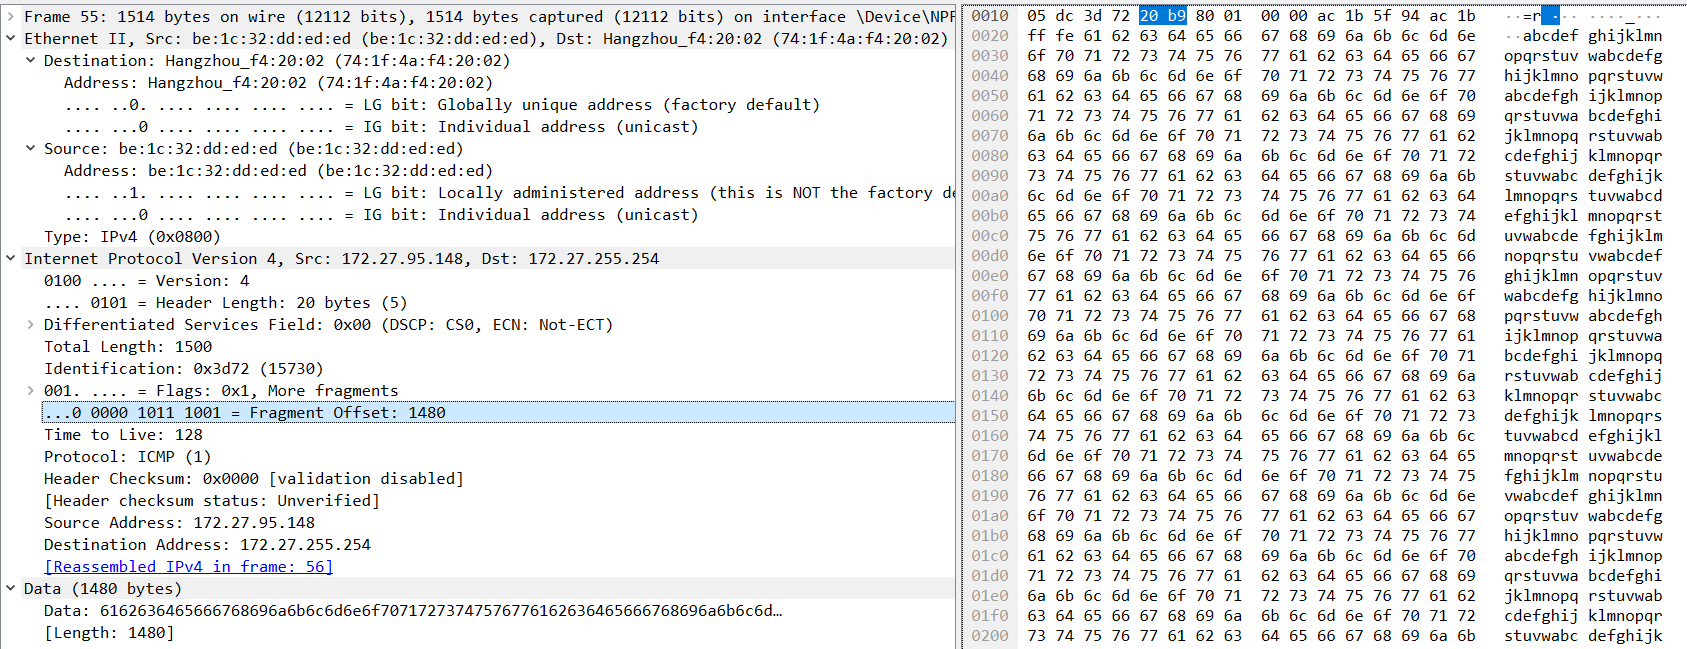 Frame 55: 1514 bytes on wire (12112 bits), 1514 bytes captured (12112 bits) on interface \Device\NPF
Ethernet II, Src: be:1c:32:dd:ed:ed (be:1c:32:dd:ed:ed), Dst: Hangzhou_f4:20:02 (74:1f:4a:f4:20:02)
Destination: Hangzhou_f4:20:02 (74:1f:4a:f4:20:02)
Address: Hangzhou_f4:20:02 (74:1f:4a:f4:20:02)
.... ..0. .... .... .... .... = LG bit: Globally unique address (factory default)
.... ...0 .... .... .... .... = IG bit: Individual address (unicast)
Source: be:1c:32:dd:ed:ed (be:1c:32:dd:ed:ed)
Address: be:1c:32:dd:ed:ed (be:1c:32:dd:ed:ed)
.... ..1. .... .... .... .... = LG bit: Locally administered address (this is NOT the factory de
.... ...0 .... .... .... .... = IG bit: Individual address (unicast)
Type: IPv4 (0x0800)
Internet Protocol Version 4, Src: 172.27.95.148, Dst: 172.27.255.254
0100 .... = Version: 4
.... 0101 = Header Length: 20 bytes (5)
Differentiated Services Field: 0x00 (DSCP: CS0, ECN: Not-ECT)
Total Length: 1500
Identification: 0x3d72 (15730)
001. .... = Flags: 0x1, More fragments
...0 0000 1011 1001 = Fragment Offset: 1480
Time to Live: 128
Protocol: ICMP (1)
Header Checksum: 0x0000 [validation disabled]
[Header checksum status: Unverified]
Source Address: 172.27.95.148
Destination Address: 172.27.255.254
[Reassembled IPv4 in frame: 56]
Data (1480 bytes)
Data: 6162636465666768696a6b6c6d6e6f70717273747576776162636465666768696a6b6c6d…
[Length: 1480]
0010 05 dc 3d 72 20 b9 80 01 00 00 ac 1b 5f 94 ac 1b ··=r ··· ····_···
0020 ff fe 61 62 63 64 65 66 67 68 69 6a 6b 6c 6d 6e ··abcdef ghijklmn
0030 6f 70 71 72 73 74 75 76 77 61 62 63 64 65 66 67 opqrstuv wabcdefg
0040 68 69 6a 6b 6c 6d 6e 6f 70 71 72 73 74 75 76 77 hijklmno pqrstuvw
0050 61 62 63 64 65 66 67 68 69 6a 6b 6c 6d 6e 6f 70 abcdefgh ijklmnop
0060 71 72 73 74 75 76 77 61 62 63 64 65 66 67 68 69 qrstuvwa bcdefghi
0070 6a 6b 6c 6d 6e 6f 70 71 72 73 74 75 76 77 61 62 jklmnopq rstuvwab
0080 63 64 65 66 67 68 69 6a 6b 6c 6d 6e 6f 70 71 72 cdefghij klmnopqr
0090 73 74 75 76 77 61 62 63 64 65 66 67 68 69 6a 6b stuvwabc defghijk
00a0 6c 6d 6e 6f 70 71 72 73 74 75 76 77 61 62 63 64 lmnopqrs tuvwabcd
00b0 65 66 67 68 69 6a 6b 6c 6d 6e 6f 70 71 72 73 74 efghijkl mnopqrst
00c0 75 76 77 61 62 63 64 65 66 67 68 69 6a 6b 6c 6d uvwabcde fghijklm
00d0 6e 6f 70 71 72 73 74 75 76 77 61 62 63 64 65 66 nopqrstu vwabcdef
00e0 67 68 69 6a 6b 6c 6d 6e 6f 70 71 72 73 74 75 76 ghijklmn opqrstuv
00f0 77 61 62 63 64 65 66 67 68 69 6a 6b 6c 6d 6e 6f wabcdefg hijklmno
0100 70 71 72 73 74 75 76 77 61 62 63 64 65 66 67 68 pqrstuvw abcdefgh
0110 69 6a 6b 6c 6d 6e 6f 70 71 72 73 74 75 76 77 61 ijklmnop qrstuvwa
0120 62 63 64 65 66 67 68 69 6a 6b 6c 6d 6e 6f 70 71 bcdefghi jklmnopq
0130 72 73 74 75 76 77 61 62 63 64 65 66 67 68 69 6a rstuvwab cdefghij
0140 6b 6c 6d 6e 6f 70 71 72 73 74 75 76 77 61 62 63 klmnopqr stuvwabc
0150 64 65 66 67 68 69 6a 6b 6c 6d 6e 6f 70 71 72 73 defghijk lmnopqrs
0160 74 75 76 77 61 62 63 64 65 66 67 68 69 6a 6b 6c tuvwabcd efghijkl
0170 6d 6e 6f 70 71 72 73 74 75 76 77 61 62 63 64 65 mnopqrst uvwabcde
0180 66 67 68 69 6a 6b 6c 6d 6e 6f 70 71 72 73 74 75 fghijklm nopqrstu
0190 76 77 61 62 63 64 65 66 67 68 69 6a 6b 6c 6d 6e vwabcdef ghijklmn
01a0 6f 70 71 72 73 74 75 76 77 61 62 63 64 65 66 67 opqrstuv wabcdefg
01b0 68 69 6a 6b 6c 6d 6e 6f 70 71 72 73 74 75 76 77 hijklmno pqrstuvw
01c0 61 62 63 64 65 66 67 68 69 6a 6b 6c 6d 6e 6f 70 abcdefgh ijklmnop
01d0 71 72 73 74 75 76 77 61 62 63 64 65 66 67 68 69 qrstuvwa bcdefghi
01e0 6a 6b 6c 6d 6e 6f 70 71 72 73 74 75 76 77 61 62 jklmnopq rstuvwab
01f0 63 64 65 66 67 68 69 6a 6b 6c 6d 6e 6f 70 71 72 cdefghij klmnopqr
0200 73 74 75 76 77 61 62 63 64 65 66 67 68 69 6a 6b stuvwabc defghijk